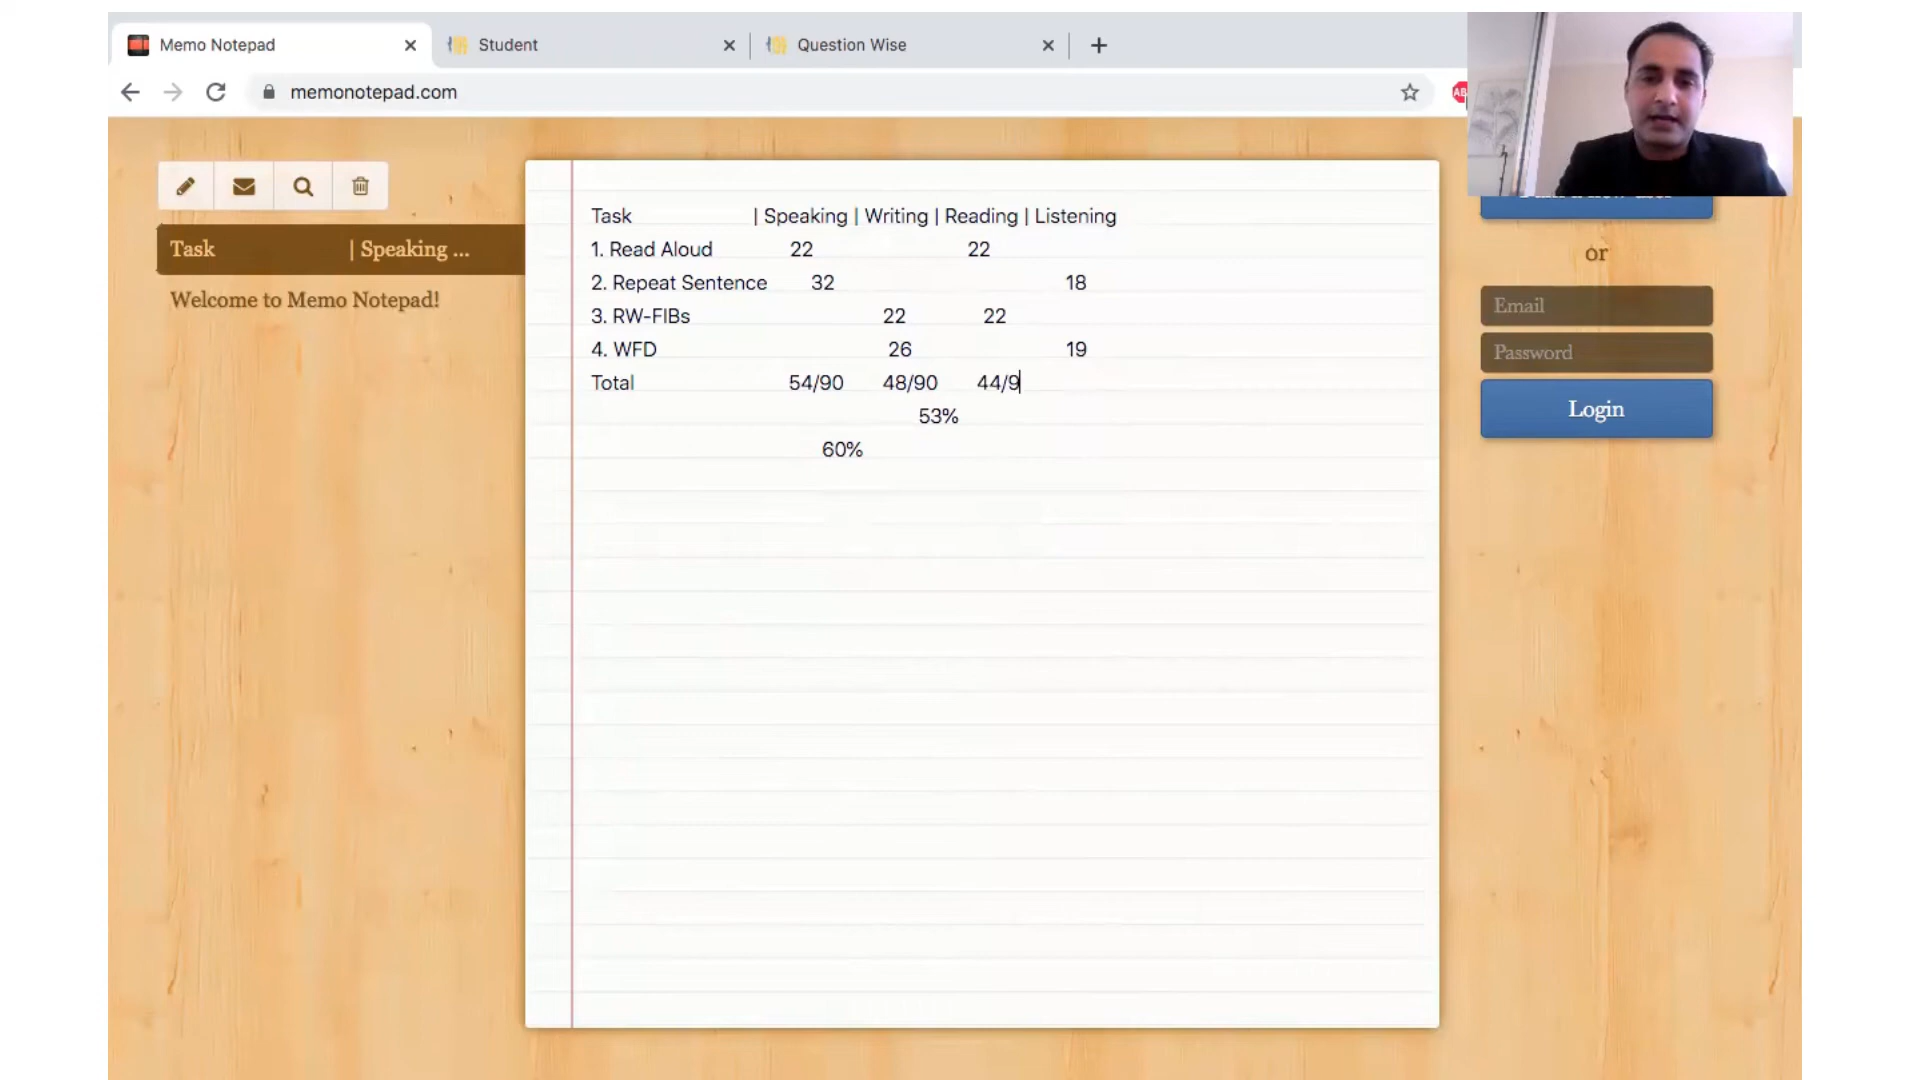 Memo Notepad
Student
Question Wise
memonotepad.com
Task | Speaking | Writing | Reading | Listening
1. Read Aloud 22 22
2. Repeat Sentence 32 18
3. RW-FIBs 22 22
4. WFD 26 19
Total 54/90 48/90 44/9
53%
60%
Task | Speaking ...
Welcome to Memo Notepad!
or
Email
Password
Login